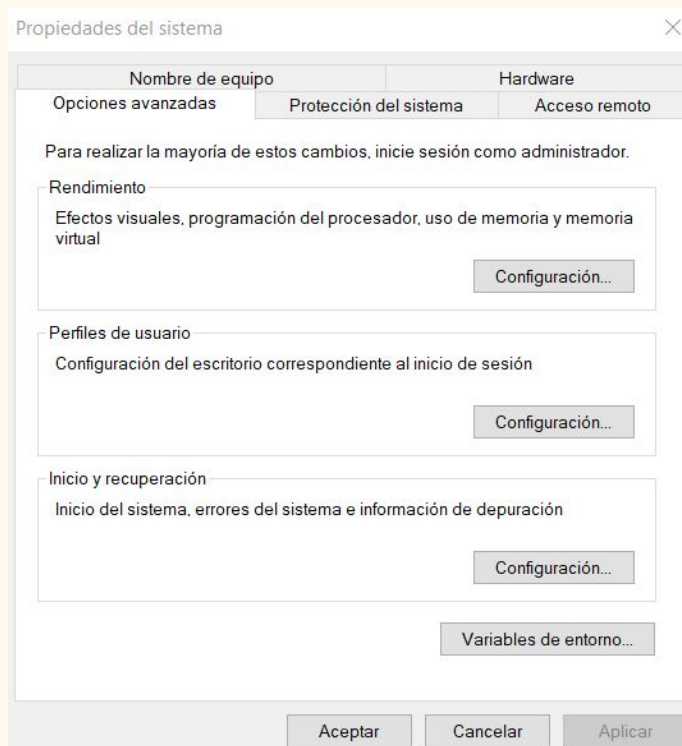 Propiedades del sistema
Nombre de equipo
Hardware
Opciones avanzadas
Protección del sistema
Acceso remoto
Para realizar la mayoría de estos cambios, inicie sesión como administrador.
Rendimiento
Efectos visuales, programación del procesador, uso de memoria y memoria
virtual
Configuración...
Perfiles de usuario
Configuración del escritorio correspondiente al inicio de sesión
Configuración...
Inicio y recuperación
Inicio del sistema, errores del sistema e información de depuración
Configuración...
Variables de entorno...
Aceptar
Cancelar
Aplicar